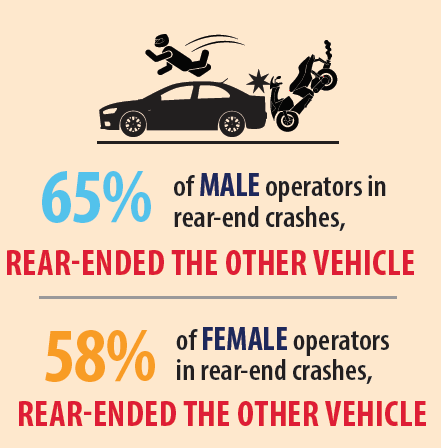 65% of MALE operators in
rear-end crashes,
REAR-ENDED THE OTHER VEHICLE
58% of FEMALE operators
in rear-end crashes,
REAR-ENDED THE OTHER VEHICLE